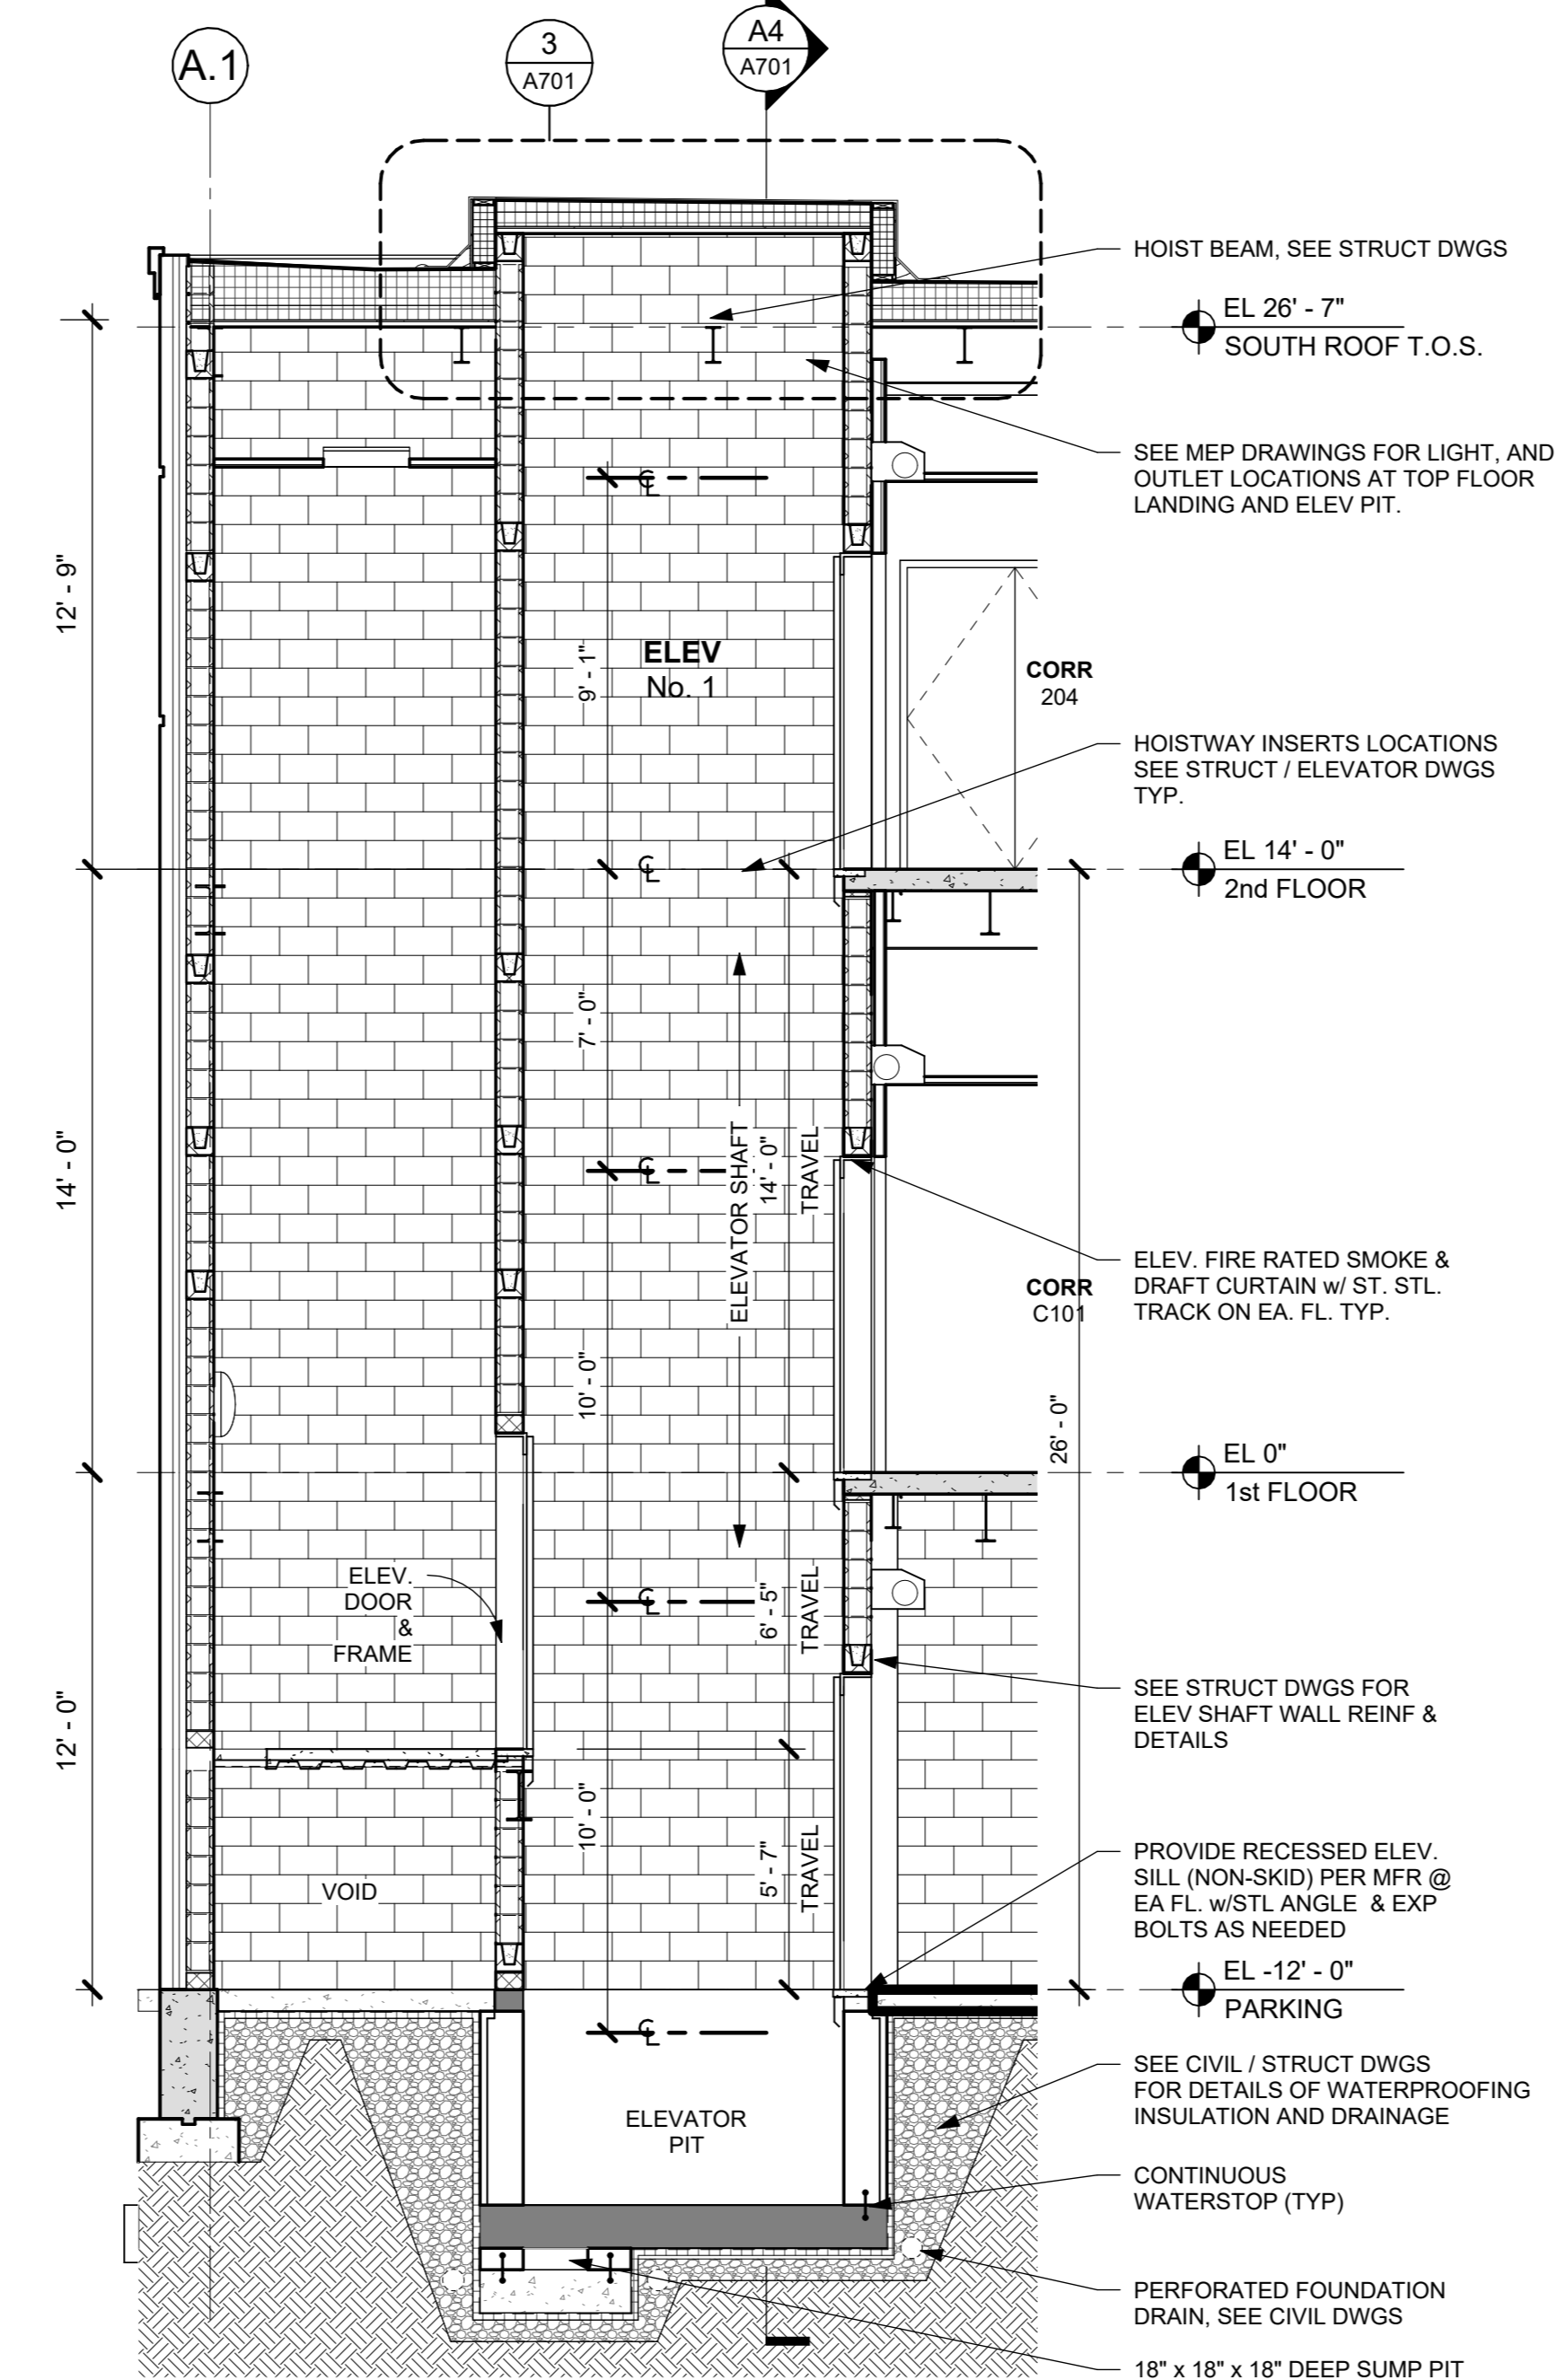 A.1
3
A701
A4
A701
HOIST BEAM, SEE STRUCT DWGS
EL 26' - 7"
SOUTH ROOF T.O.S.
SEE MEP DRAWINGS FOR LIGHT, AND
OUTLET LOCATIONS AT TOP FLOOR
LANDING AND ELEV PIT.
CL
12' - 9"
9' - 1"
ELEV
No. 1
CORR
204
HOISTWAY INSERTS LOCATIONS
SEE STRUCT / ELEVATOR DWGS
TYP.
CL
EL 14' - 0"
2nd FLOOR
7' - 0"
14' - 0"
CL
ELEVATOR SHAFT
14' - 0"
TRAVEL
ELEV. FIRE RATED SMOKE &
DRAFT CURTAIN w/ ST. STL.
TRACK ON EA. FL. TYP.
CORR
C101
10' - 0"
26' - 0"
EL 0"
1st FLOOR
ELEV.
DOOR
&
FRAME
CL
6' - 5"
TRAVEL
SEE STRUCT DWGS FOR
ELEV SHAFT WALL REINF &
DETAILS
12' - 0"
10' - 0"
5' - 7"
TRAVEL
VOID
PROVIDE RECESSED ELEV.
SILL (NON-SKID) PER MFR @
EA FL. w/STL ANGLE & EXP
BOLTS AS NEEDED
EL -12' - 0"
PARKING
CL
SEE CIVIL / STRUCT DWGS
FOR DETAILS OF WATERPROOFING
INSULATION AND DRAINAGE
ELEVATOR
PIT
CONTINUOUS
WATERSTOP (TYP)
PERFORATED FOUNDATION
DRAIN, SEE CIVIL DWGS
18" x 18" x 18" DEEP SUMP PIT